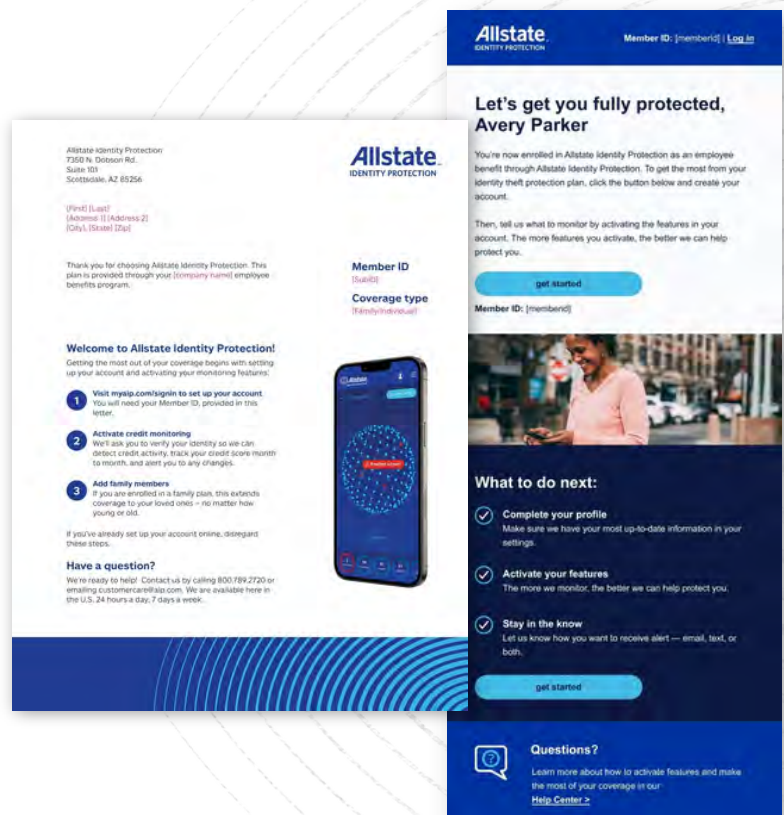 Allstate Identity Protection
7350 N. Dobson Rd.
Suite 101
Scottsdale, AZ 85256
[First] [Last]
[Address 1] [Address 2]
[City], [State] [Zip]
Allstate
IDENTITY PROTECTION
Thank you for choosing Allstate Identity Protection. This
plan is provided through your [company name] employee
benefits program.
Member ID
[SubID]
Coverage type
[Family/Individual]
Welcome to Allstate Identity Protection!
Getting the most out of your coverage begins with setting
up your account and activating your monitoring features.
1
Visit myaip.com/signin to set up your account
You will need your Member ID, provided in this
letter.
2
Activate credit monitoring
We'll ask you to verify your identity so we can
detect credit activity, track your credit score month
to month, and alert you to any changes.
3
Add family members
If you are enrolled in a family plan, this extends
coverage to your loved ones – no matter how
young or old.
If you've already set up your account online, disregard
these steps.
Have a question?
We're ready to help! Contact us by calling 800.789.2720 or
emailing customercare@aip.com. We are available here in
the U.S. 24 hours a day, 7 days a week.
Allstate
Allstate
IDENTITY PROTECTION
Member ID: [memberid] | Log in
Let's get you fully protected,
Avery Parker
You're now enrolled in Allstate Identity Protection as an employee
benefit through Allstate Identity Protection. To get the most from your
identity theft protection plan, click the button below and create your
account.
Then, tell us what to monitor by activating the features in your
account. The more features you activate, the better we can help
protect you.
get started
Member ID: [memberid]
What to do next:
Complete your profile
Make sure we have your most up-to-date information in your
settings.
Activate your features
The more we monitor, the better we can help protect you.
Stay in the know
Let us know how you want to receive alert — email, text, or
both.
get started
Questions?
Learn more about how to activate features and make
the most of your coverage in our
Help Center >